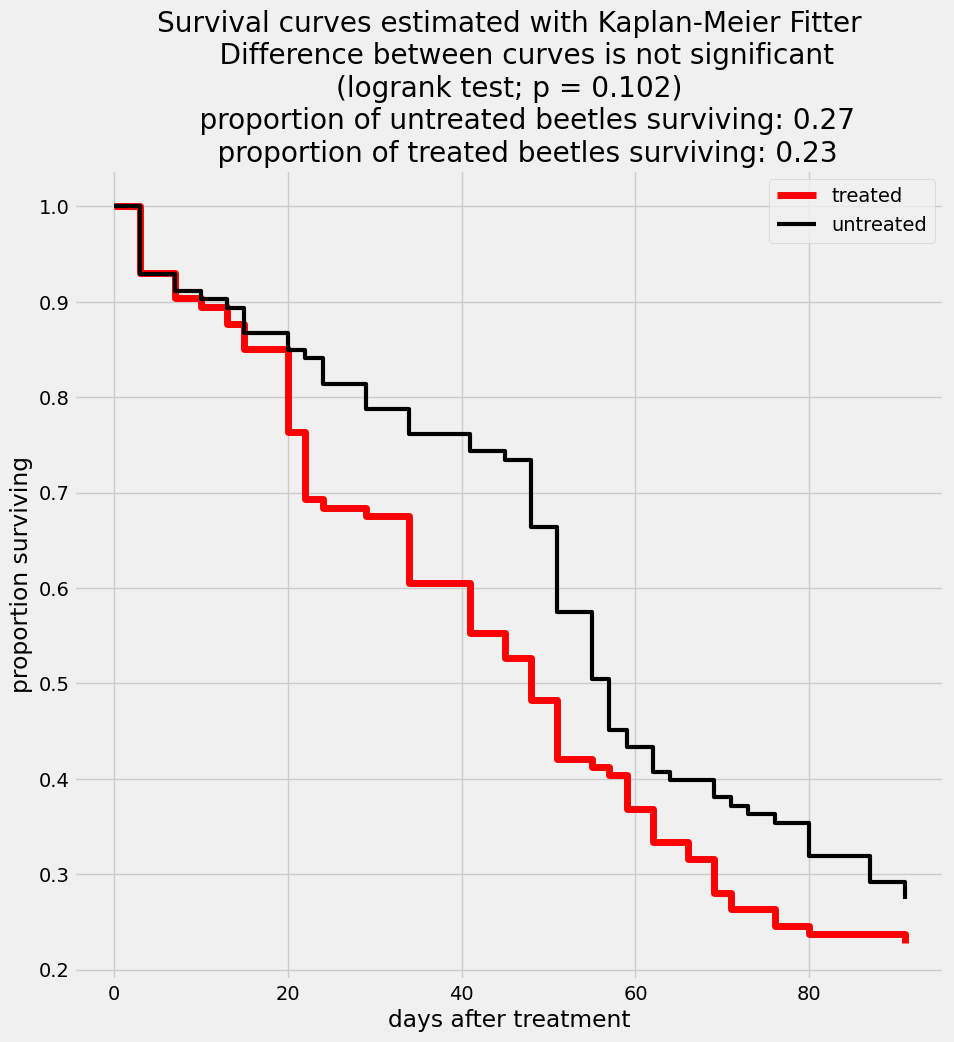 Survival curves estimated with Kaplan-Meier Fitter
Difference between curves is not significant
(logrank test; p = 0.102)
proportion of untreated beetles surviving: 0.27
proportion of treated beetles surviving: 0.23
treated
untreated
1.0
0.9
0.8
0.7
0.6
0.5
0.4
0.3
0.2
proportion surviving
0
20
40
60
80
days after treatment